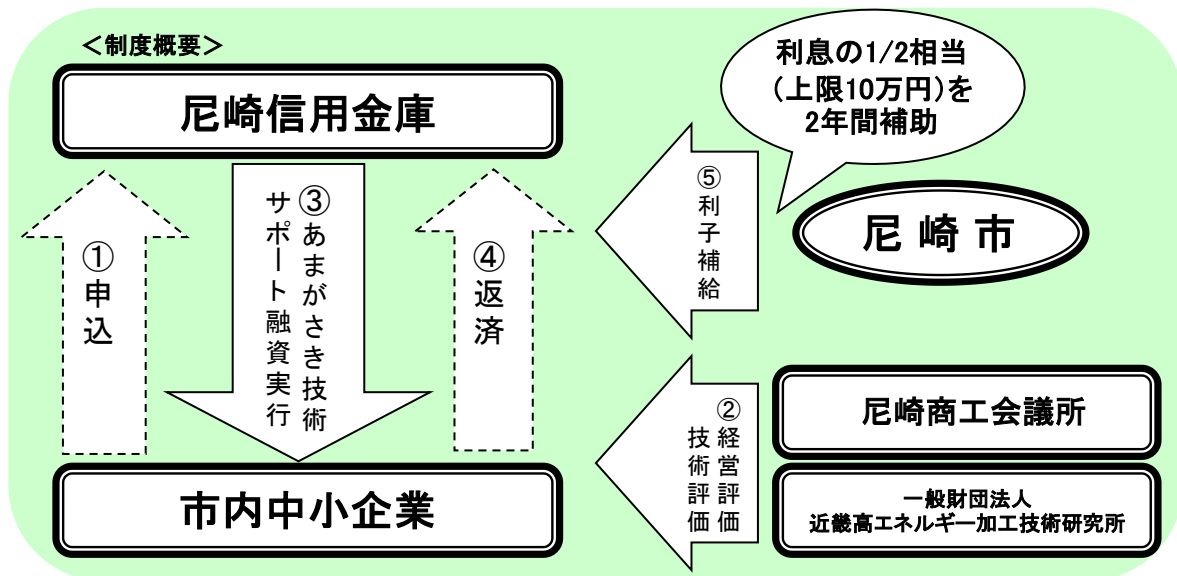 ＜制度概要＞
尼崎信用金庫
利息の1/2相当
（上限10万円）を
2年間補助
尼崎市
①申込
③あまがさき技術
サポート融資実行
④返済
⑤利子補給
②経営評価
技術評価
尼崎商工会議所
一般財団法人
近畿高エネルギー加工技術研究所
市内中小企業